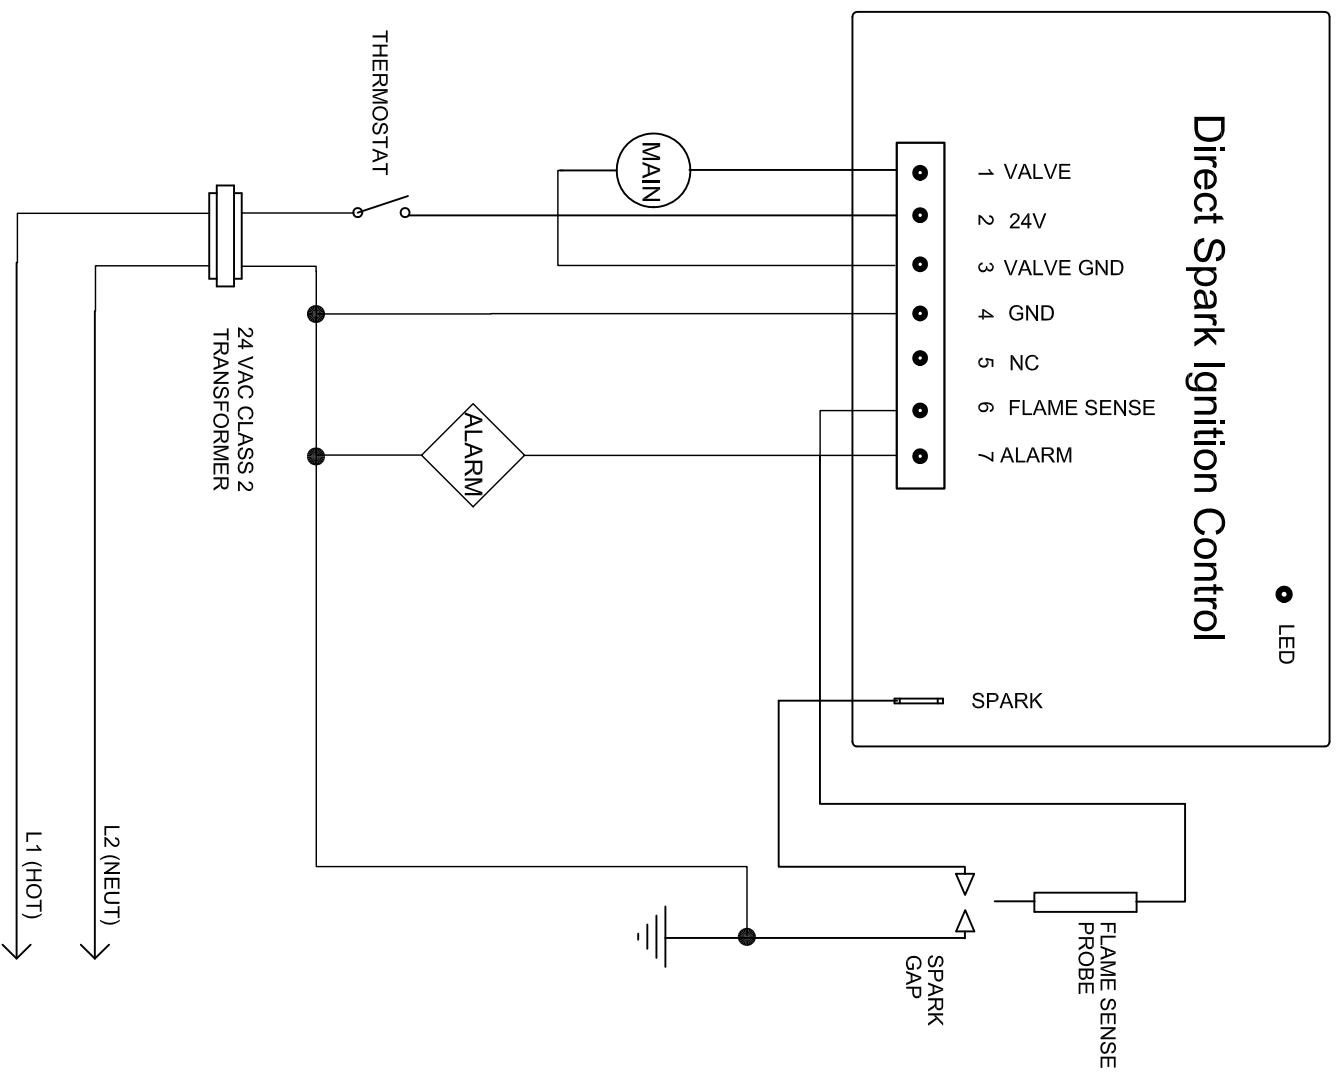 Direct Spark Ignition Control
1 VALVE
2 24V
3 VALVE GND
4 GND
5 NC
6 FLAME SENSE
7 ALARM
SPARK
LED
THERMOSTAT
MAIN
24 VAC CLASS 2
TRANSFORMER
ALARM
L1 (HOT)
L2 (NEUT)
SPARK
GAP
FLAME SENSE
PROBE